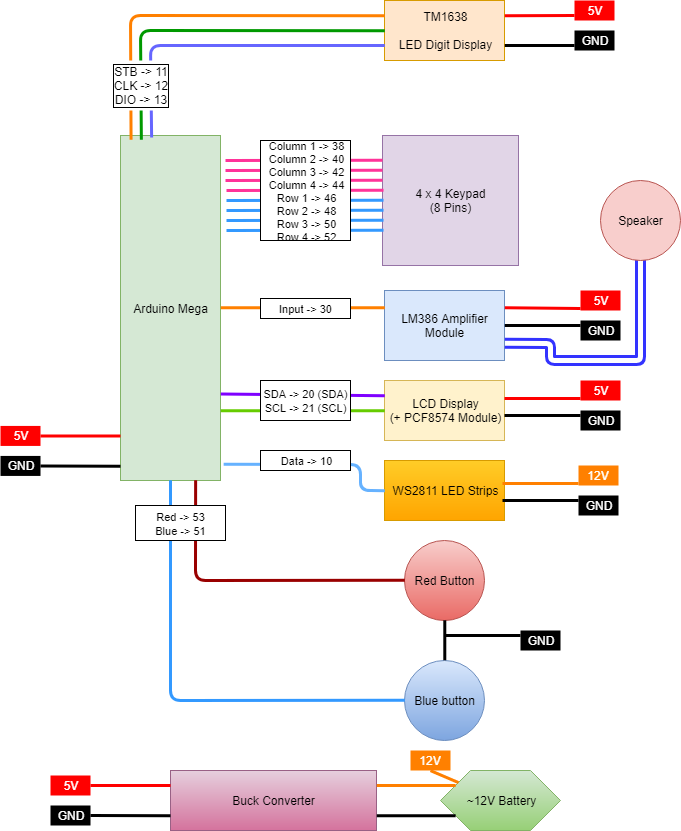 TM1638
5V
LED Digit Display
GND
STB -> 11
CLK -> 12
DIO -> 13
Column 1 -> 38
Column 2 -> 40
Column 3 -> 42
Column 4 -> 44
Row 1 -> 46
Row 2 -> 48
Row 3 -> 50
Row 4 -> 52
4 x 4 Keypad
(8 Pins)
Speaker
Arduino Mega
Input -> 30
LM386 Amplifier
Module
5V
GND
SDA -> 20 (SDA)
SCL -> 21 (SCL)
LCD Display
(+ PCF8574 Module)
5V
GND
5V
GND
Data -> 10
WS2811 LED Strips
12V
GND
Red -> 53
Blue -> 51
Red Button
GND
Blue button
12V
5V
GND
Buck Converter
~12V Battery